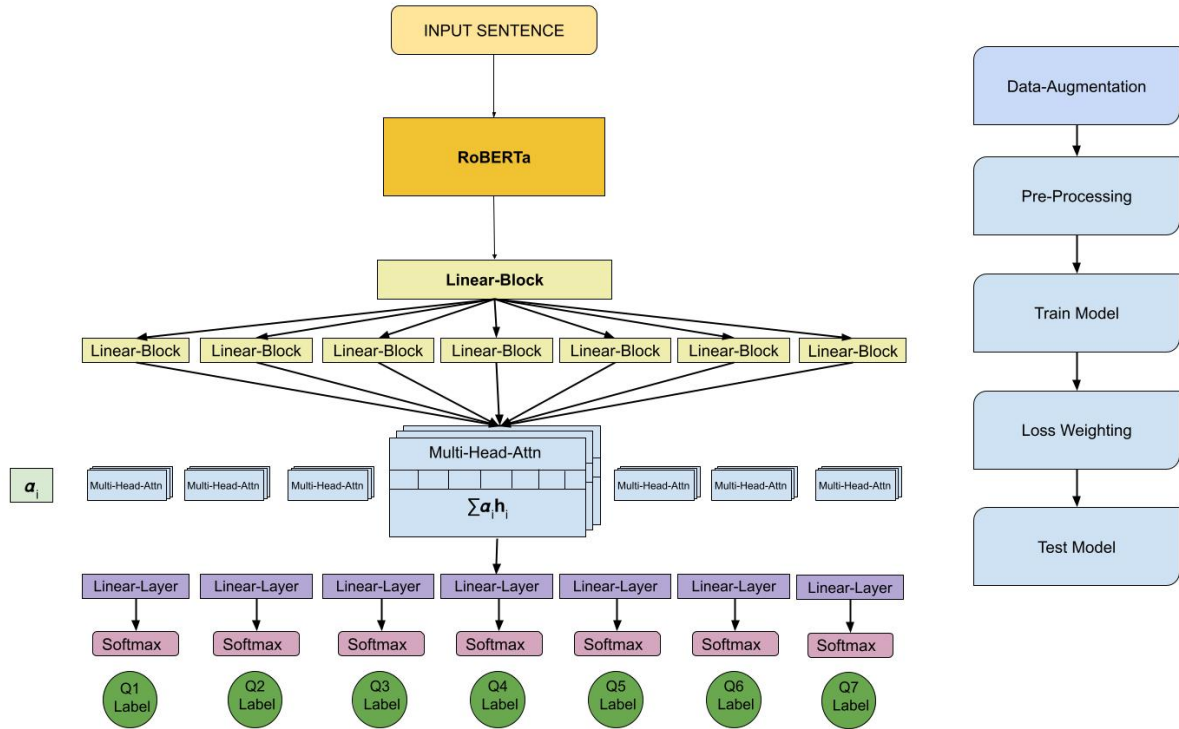 INPUT SENTENCE
RoBERTa
Linear-Block
Linear-Block Linear-Block Linear-Block Linear-Block Linear-Block Linear-Block Linear-Block
Multi-Head-Attn
αᵢ
Multi-Head-Attn Multi-Head-Attn Multi-Head-Attn Multi-Head-Attn Multi-Head-Attn Multi-Head-Attn
∑αᵢhᵢ
Linear-Layer Linear-Layer Linear-Layer Linear-Layer Linear-Layer Linear-Layer Linear-Layer
Softmax Softmax Softmax Softmax Softmax Softmax Softmax
Q1 Label
Q2 Label
Q3 Label
Q4 Label
Q5 Label
Q6 Label
Q7 Label
Data-Augmentation
Pre-Processing
Train Model
Loss Weighting
Test Model